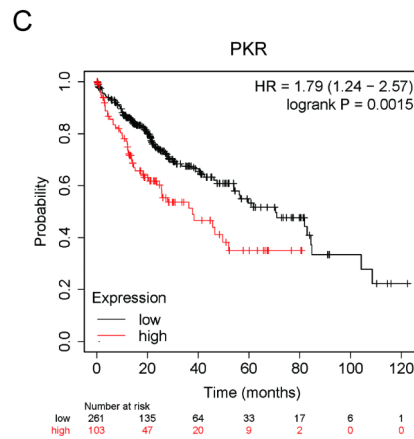 C
PKR
HR = 1.79 (1.24 − 2.57)
logrank P = 0.0015
Probability
1.0
0.8
0.6
0.4
0.2
0.0
Expression
low
high
0 20 40 60 80 100 120
Time (months)
Number at risk
low 261 135 64 33 17 6 1
high 103 47 20 9 2 0 0